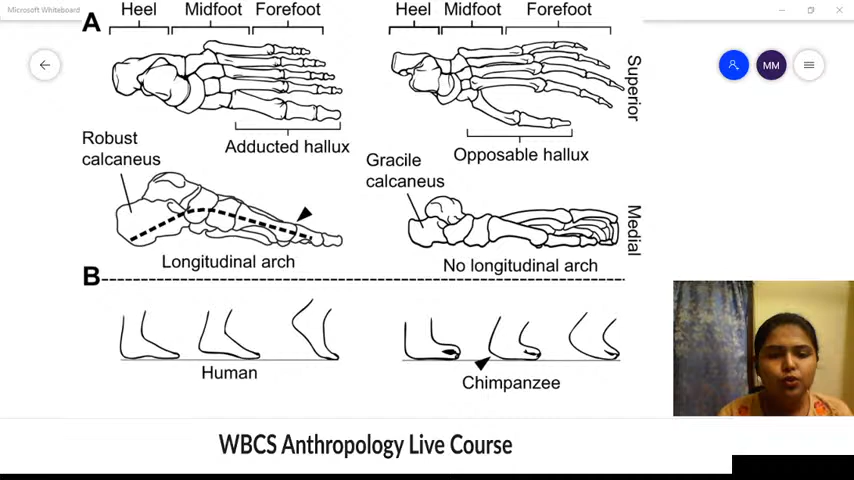 Microsoft Whiteboard
A
Heel Midfoot Forefoot
Heel Midfoot Forefoot
Superior
MM
Adducted hallux
Opposable hallux
Robust
calcaneus
Gracile
calcaneus
Medial
Longitudinal arch
No longitudinal arch
B
Human
Chimpanzee
WBCS Anthropology Live Course